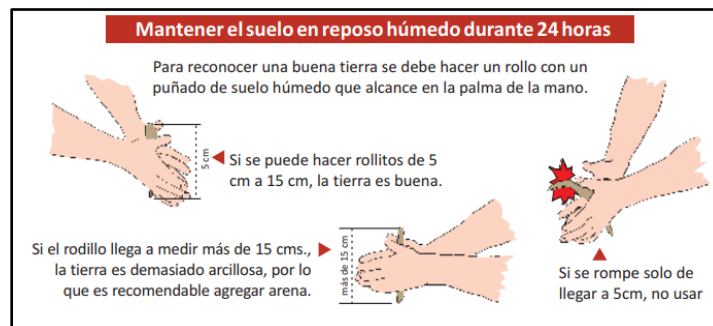 Mantener el suelo en reposo húmedo durante 24 horas
Para reconocer una buena tierra se debe hacer un rollo con un
puñado de suelo húmedo que alcance en la palma de la mano.
5 cm
Si se puede hacer rollitos de 5
cm a 15 cm, la tierra es buena.
Si el rodillo llega a medir más de 15 cms.,
la tierra es demasiado arcillosa, por lo
que es recomendable agregar arena.
más de 15 cm
Si se rompe solo de
llegar a 5cm, no usar